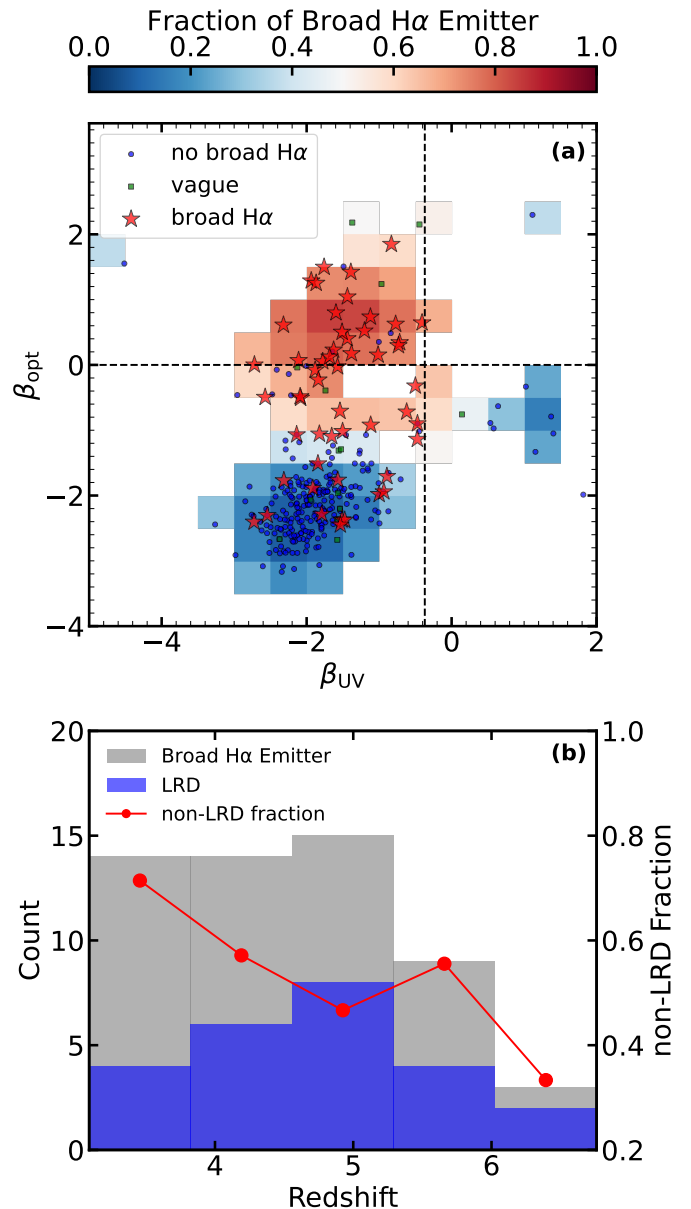 Fraction of Broad Hα Emitter
0.0 0.2 0.4 0.6 0.8 1.0
(a)
no broad Hα
vague
broad Hα
2
0
−2
−4
βopt
−4 −2 0 2
βUV
20
15
10
5
0
Count
(b)
Broad Hα Emitter
LRD
non-LRD fraction
1.0
0.8
0.6
0.4
0.2
non-LRD Fraction
4 5 6
Redshift